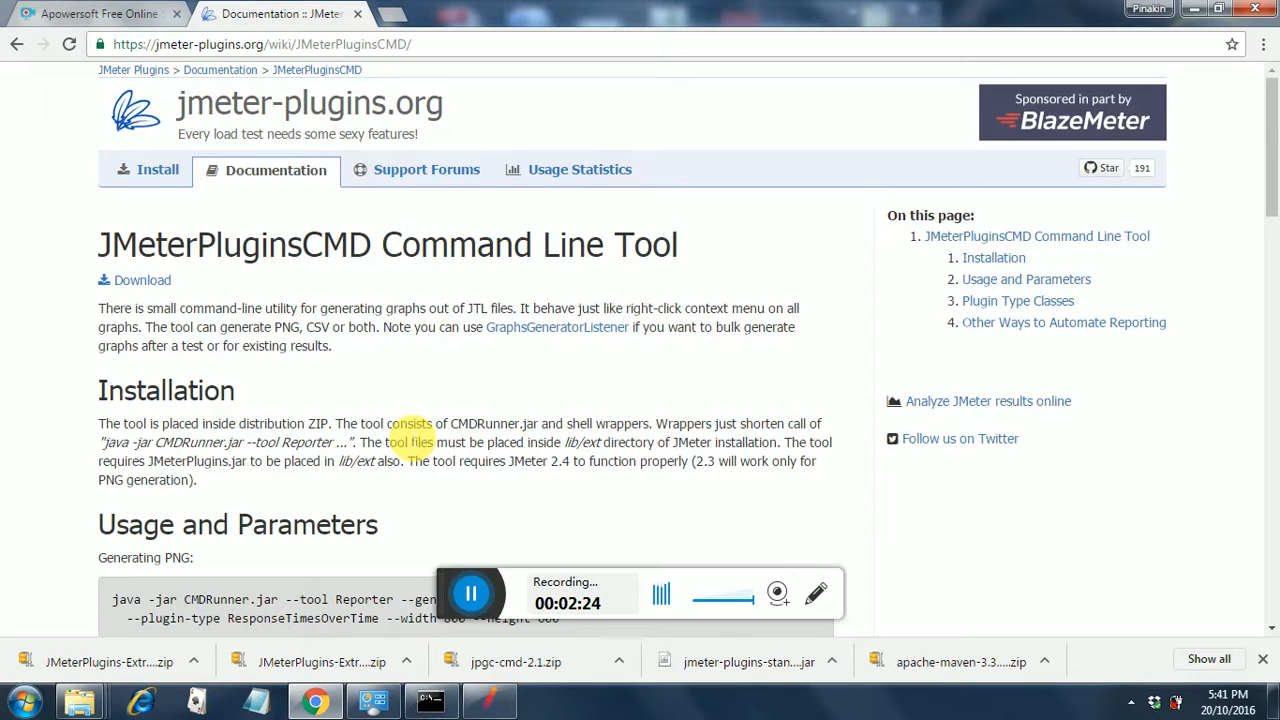 Apowersoft Free Online S
Documentation :: JMeter
Pinakin
https://jmeter-plugins.org/wiki/JMeterPluginsCMD/
JMeter Plugins > Documentation > JMeterPluginsCMD
jmeter-plugins.org
Every load test needs some sexy features!
Sponsored in part by
BlazeMeter
Install
Documentation
Support Forums
Usage Statistics
Star
191
JMeterPluginsCMD Command Line Tool
Download
There is small command-line utility for generating graphs out of JTL files. It behave just like right-click context menu on all
graphs. The tool can generate PNG, CSV or both. Note you can use GraphsGeneratorListener if you want to bulk generate
graphs after a test or for existing results.
Installation
The tool is placed inside distribution ZIP. The tool consists of CMDRunner.jar and shell wrappers. Wrappers just shorten call of
"java -jar CMDRunner.jar --tool Reporter ...". The tool files must be placed inside lib/ext directory of JMeter installation. The tool
requires JMeterPlugins.jar to be placed in lib/ext also. The tool requires JMeter 2.4 to function properly (2.3 will work only for
PNG generation).
Usage and Parameters
Generating PNG:
java -jar CMDRunner.jar --tool Reporter --gen
--plugin-type ResponseTimesOverTime --width 800 --height 600
On this page:
1. JMeterPluginsCMD Command Line Tool
1. Installation
2. Usage and Parameters
3. Plugin Type Classes
4. Other Ways to Automate Reporting
Analyze JMeter results online
Follow us on Twitter
Recording...
00:02:24
JMeterPlugins-Extr....zip
JMeterPlugins-Extr....zip
jpgc-cmd-2.1.zip
jmeter-plugins-stan....jar
apache-maven-3.3....zip
Show all
5:41 PM
20/10/2016